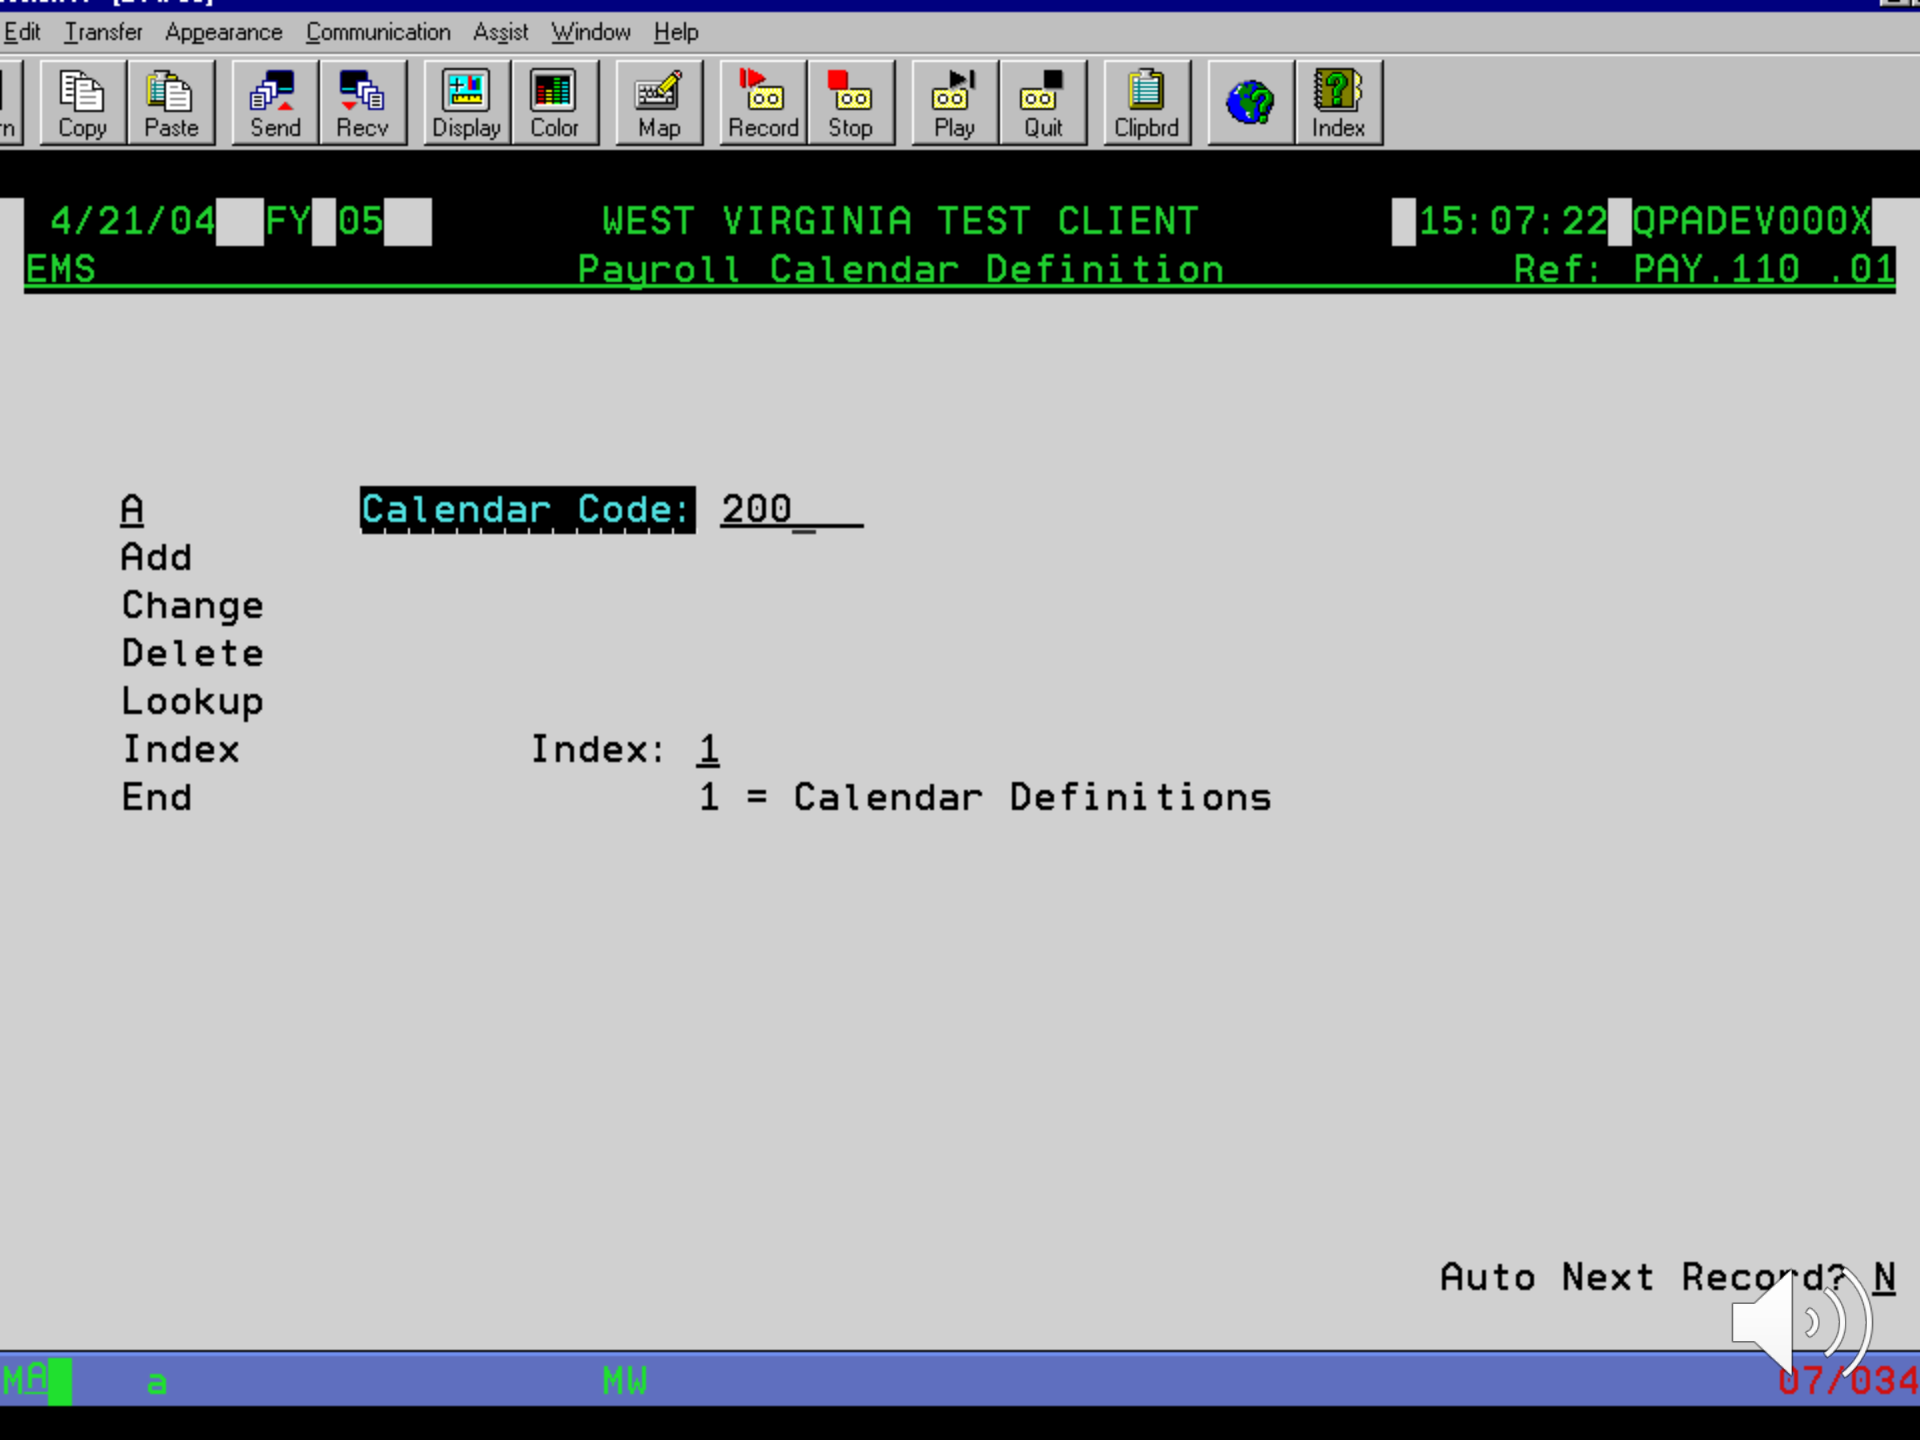 Edit Transfer Appearance Communication Assist Window Help
Copy Paste Send Recv Display Color Map Record Stop Play Quit Clipbrd Index
4/21/04 FY 05 WEST VIRGINIA TEST CLIENT 15:07:22 QPADEV000X
EMS Payroll Calendar Definition Ref: PAY.110 .01
A Calendar Code: 200
Add
Change
Delete
Lookup
Index Index: 1
End 1 = Calendar Definitions
Auto Next Record? N
MA a MW 07/034